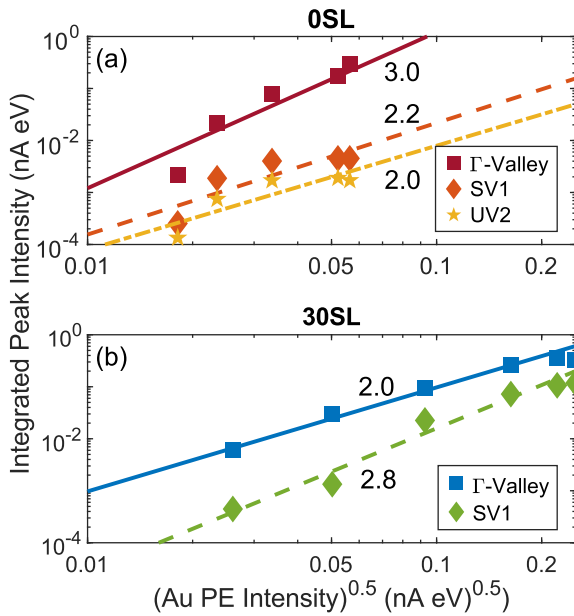 0SL
(a)
10^0
10^-2
10^-4
3.0
2.2
2.0
Γ-Valley
SV1
UV2
0.01
0.05
0.1
0.2
Integrated Peak Intensity (nA eV)
30SL
(b)
10^0
10^-2
10^-4
2.0
2.8
Γ-Valley
SV1
0.01
0.05
0.1
0.2
(Au PE Intensity)^0.5 (nA eV)^0.5)